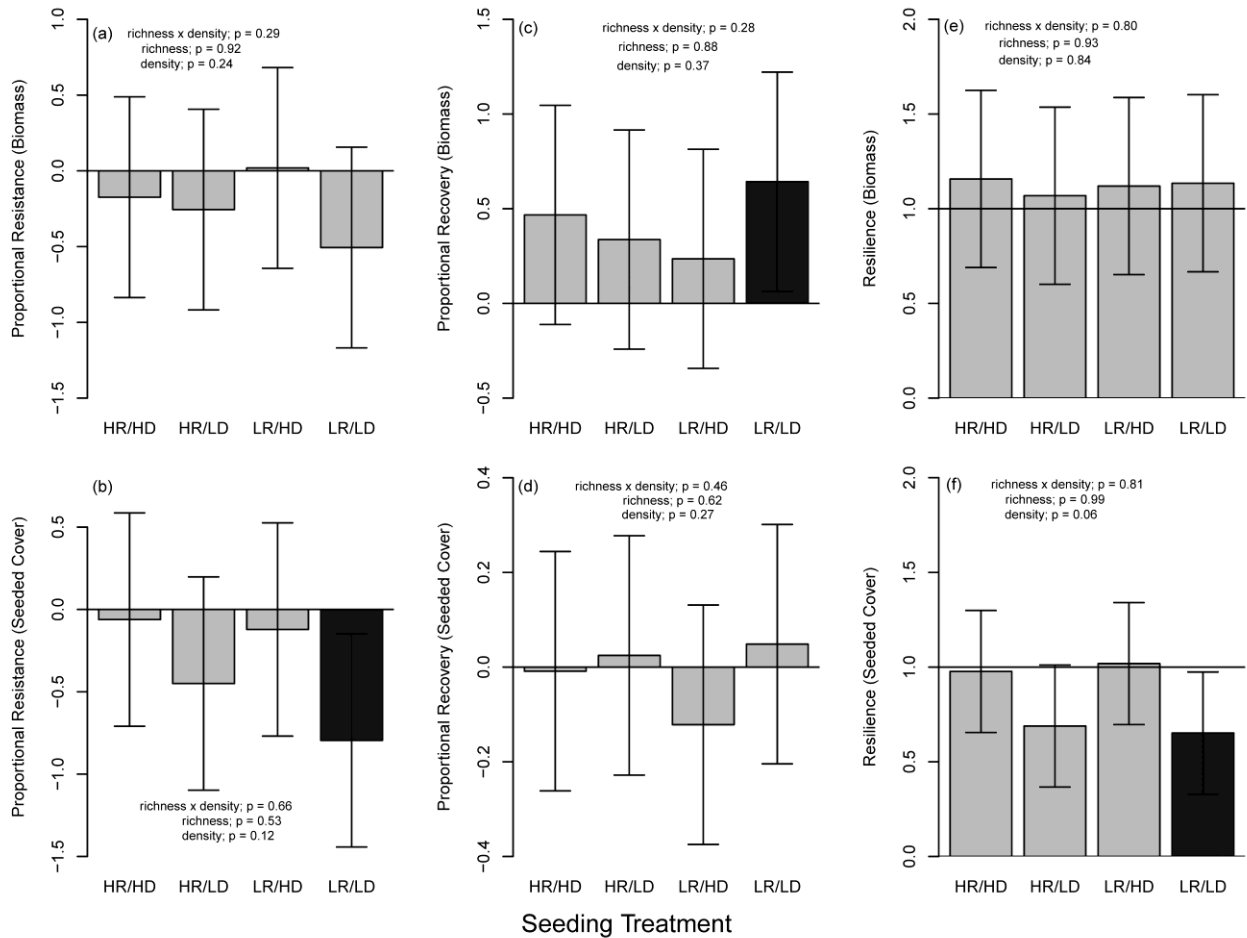 (a)
richness x density; p = 0.29
richness; p = 0.92
density; p = 0.24
Proportional Resistance (Biomass)
0.5
0.0
−0.5
−1.0
−1.5
HR/HD HR/LD LR/HD LR/LD
(c)
richness x density; p = 0.28
richness; p = 0.88
density; p = 0.37
Proportional Recovery (Biomass)
1.5
1.0
0.5
0.0
−0.5
HR/HD HR/LD LR/HD LR/LD
(e)
richness x density; p = 0.80
richness; p = 0.93
density; p = 0.84
Resilience (Biomass)
2.0
1.5
1.0
0.5
0.0
HR/HD HR/LD LR/HD LR/LD
(b)
Proportional Resistance (Seeded Cover)
0.5
0.0
−0.5
−1.0
−1.5
richness x density; p = 0.66
richness; p = 0.53
density; p = 0.12
HR/HD HR/LD LR/HD LR/LD
(d)
richness x density; p = 0.46
richness; p = 0.62
density; p = 0.27
Proportional Recovery (Seeded Cover)
0.4
0.2
0.0
−0.2
−0.4
HR/HD HR/LD LR/HD LR/LD
(f)
richness x density; p = 0.81
richness; p = 0.99
density; p = 0.06
Resilience (Seeded Cover)
2.0
1.5
1.0
0.5
0.0
HR/HD HR/LD LR/HD LR/LD
Seeding Treatment